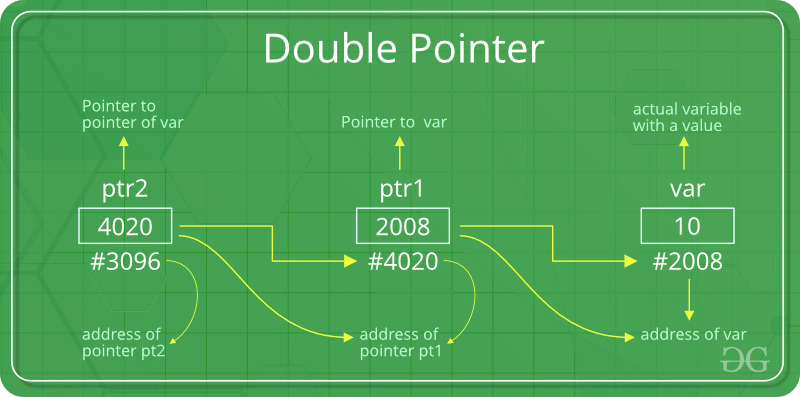 Double Pointer
Pointer to
pointer of var
Pointer to var
actual variable
with a value
ptr2
ptr1
var
4020
2008
10
#3096
#4020
#2008
address of
pointer pt2
address of
pointer pt1
address of var
GG